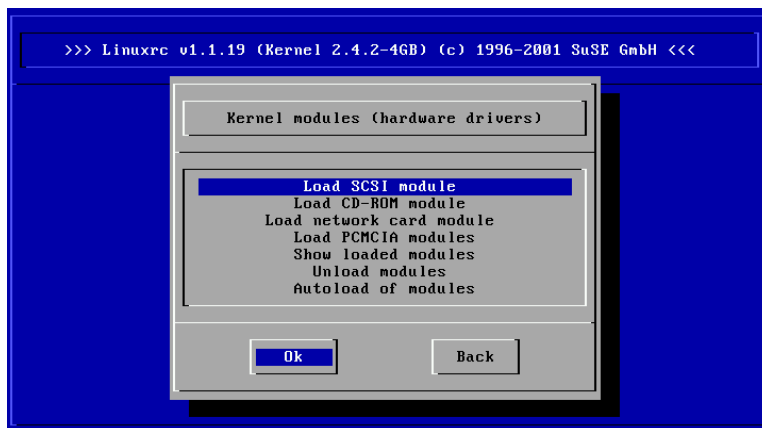 >>> Linuxrc v1.1.19 (Kernel 2.4.2-4GB) (c) 1996-2001 SuSE GmbH <<<
Kernel modules (hardware drivers)
Load SCSI module
Load CD-ROM module
Load network card module
Load PCMCIA modules
Show loaded modules
Unload modules
Autoload of modules
Ok Back